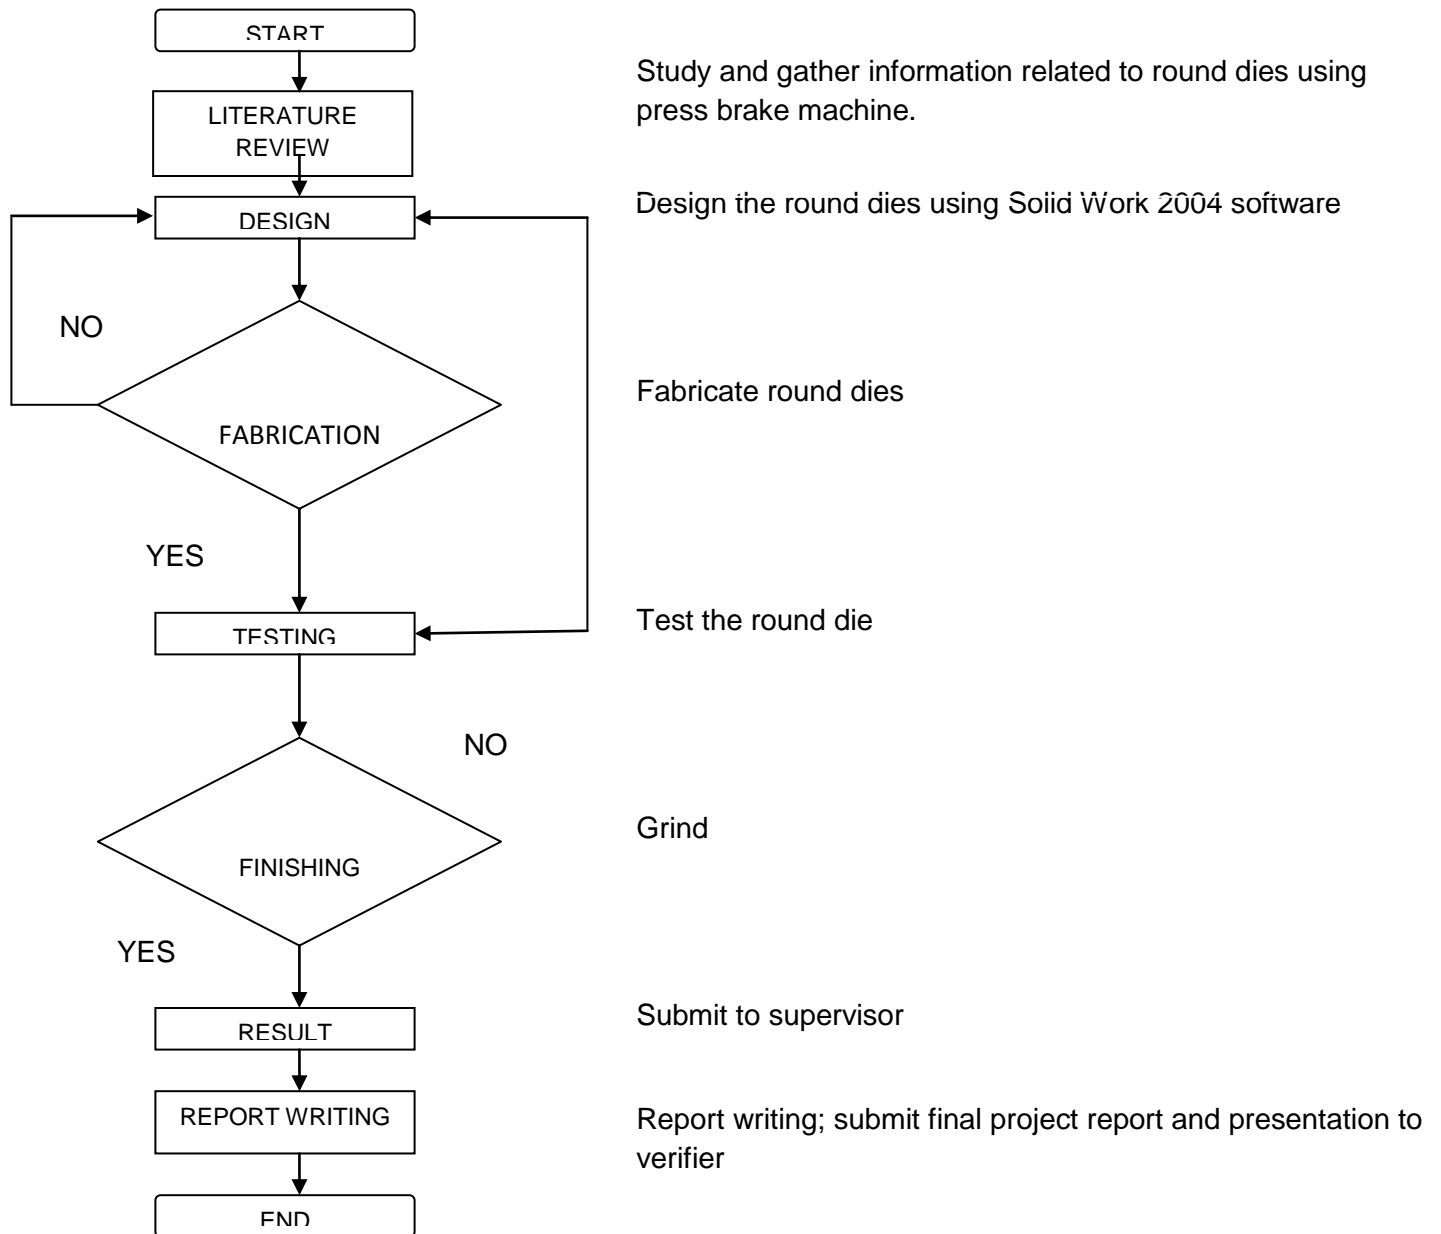 START
Study and gather information related to round dies using
press brake machine.
LITERATURE
REVIEW
Design the round dies using Solid Work 2004 software
DESIGN
NO
Fabricate round dies
FABRICATION
YES
Test the round die
TESTING
NO
Grind
FINISHING
YES
Submit to supervisor
RESULT
REPORT WRITING
Report writing; submit final project report and presentation to
verifier
END